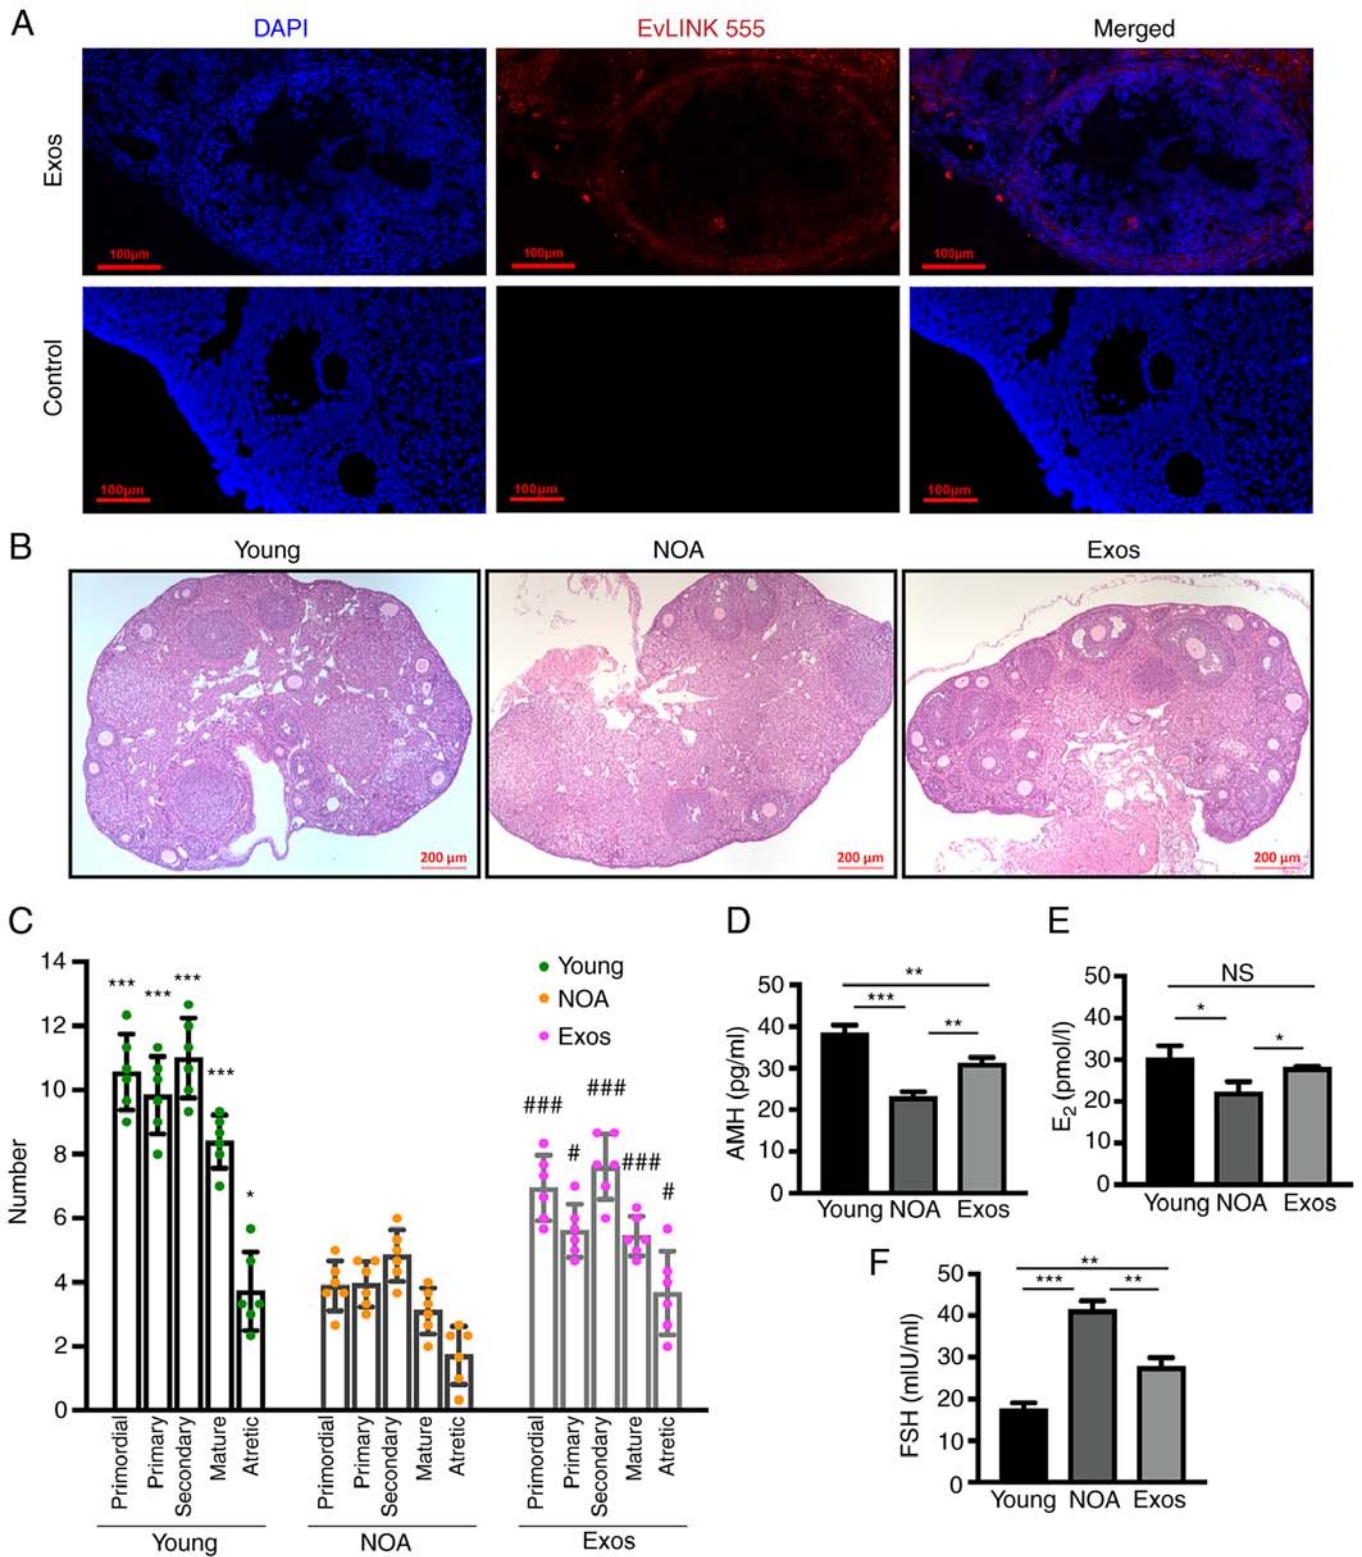 A
DAPI
EvLINK 555
Merged
Exos
100µm
100µm
100µm
Control
100µm
100µm
100µm
B
Young
NOA
Exos
200 µm
200 µm
200 µm
C
Number
14
12
10
8
6
4
2
0
*** *** *** *** *
### # ### ### #
Young
NOA
Exos
Primordial
Primary
Secondary
Mature
Atretic
Primordial
Primary
Secondary
Mature
Atretic
Primordial
Primary
Secondary
Mature
Atretic
Young
NOA
Exos
D
AMH (pg/ml)
50
40
30
20
10
0
**
*** **
Young NOA Exos
E
E2 (pmol/l)
50
40
30
20
10
0
NS
* *
Young NOA Exos
F
FSH (mIU/ml)
50
40
30
20
10
0
**
*** **
Young NOA Exos